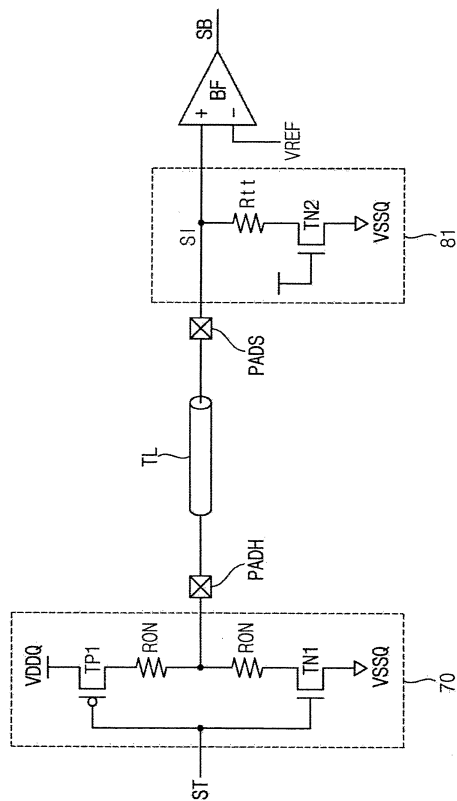 ST
VDDQ
TP1
RON
RON
TN1
VSSQ
70
PADH
TL
PADS
SI
Rtt
TN2
VSSQ
81
+
BF
-
VREF
SB